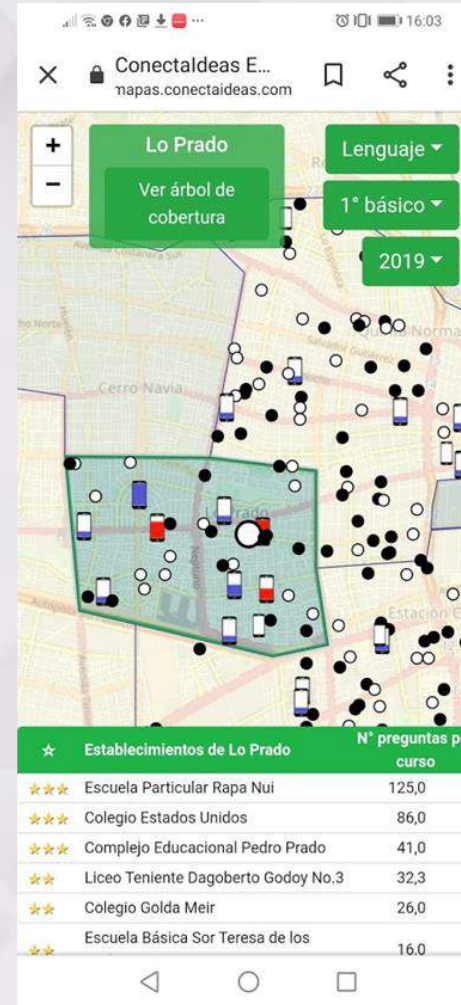 16:03
ConectaIdeas E...
mapas.conectaideas.com
+
−
Lo Prado
Ver árbol de
cobertura
Lenguaje
1° básico
2019
Cerro Navia
Lo Prado
Neptuno
Establecimientos de Lo Prado
N° preguntas p
curso
Escuela Particular Rapa Nui 125,0
Colegio Estados Unidos 86,0
Complejo Educacional Pedro Prado 41,0
Liceo Teniente Dagoberto Godoy No.3 32,3
Colegio Golda Meir 26,0
Escuela Básica Sor Teresa de los 16,0